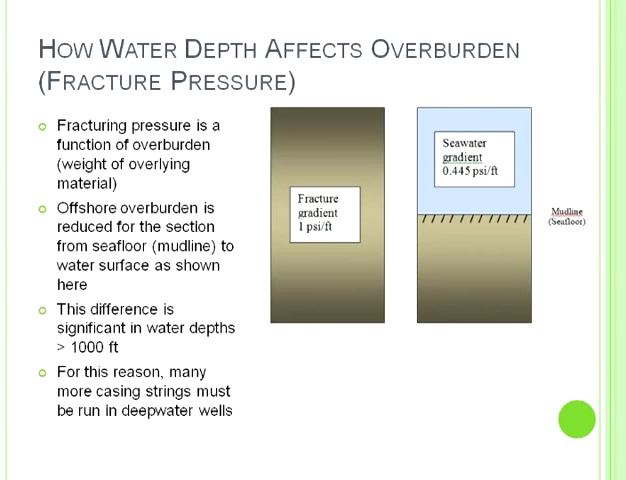 HOW WATER DEPTH AFFECTS OVERBURDEN
(FRACTURE PRESSURE)
Fracturing pressure is a
function of overburden
(weight of overlying
material)
Offshore overburden is
reduced for the section
from seafloor (mudline) to
water surface as shown
here
This difference is
significant in water depths
> 1000 ft
For this reason, many
more casing strings must
be run in deepwater wells
Fracture
gradient
1 psi/ft
Seawater
gradient
0.445 psi/ft
Mudline
(Seafloor)